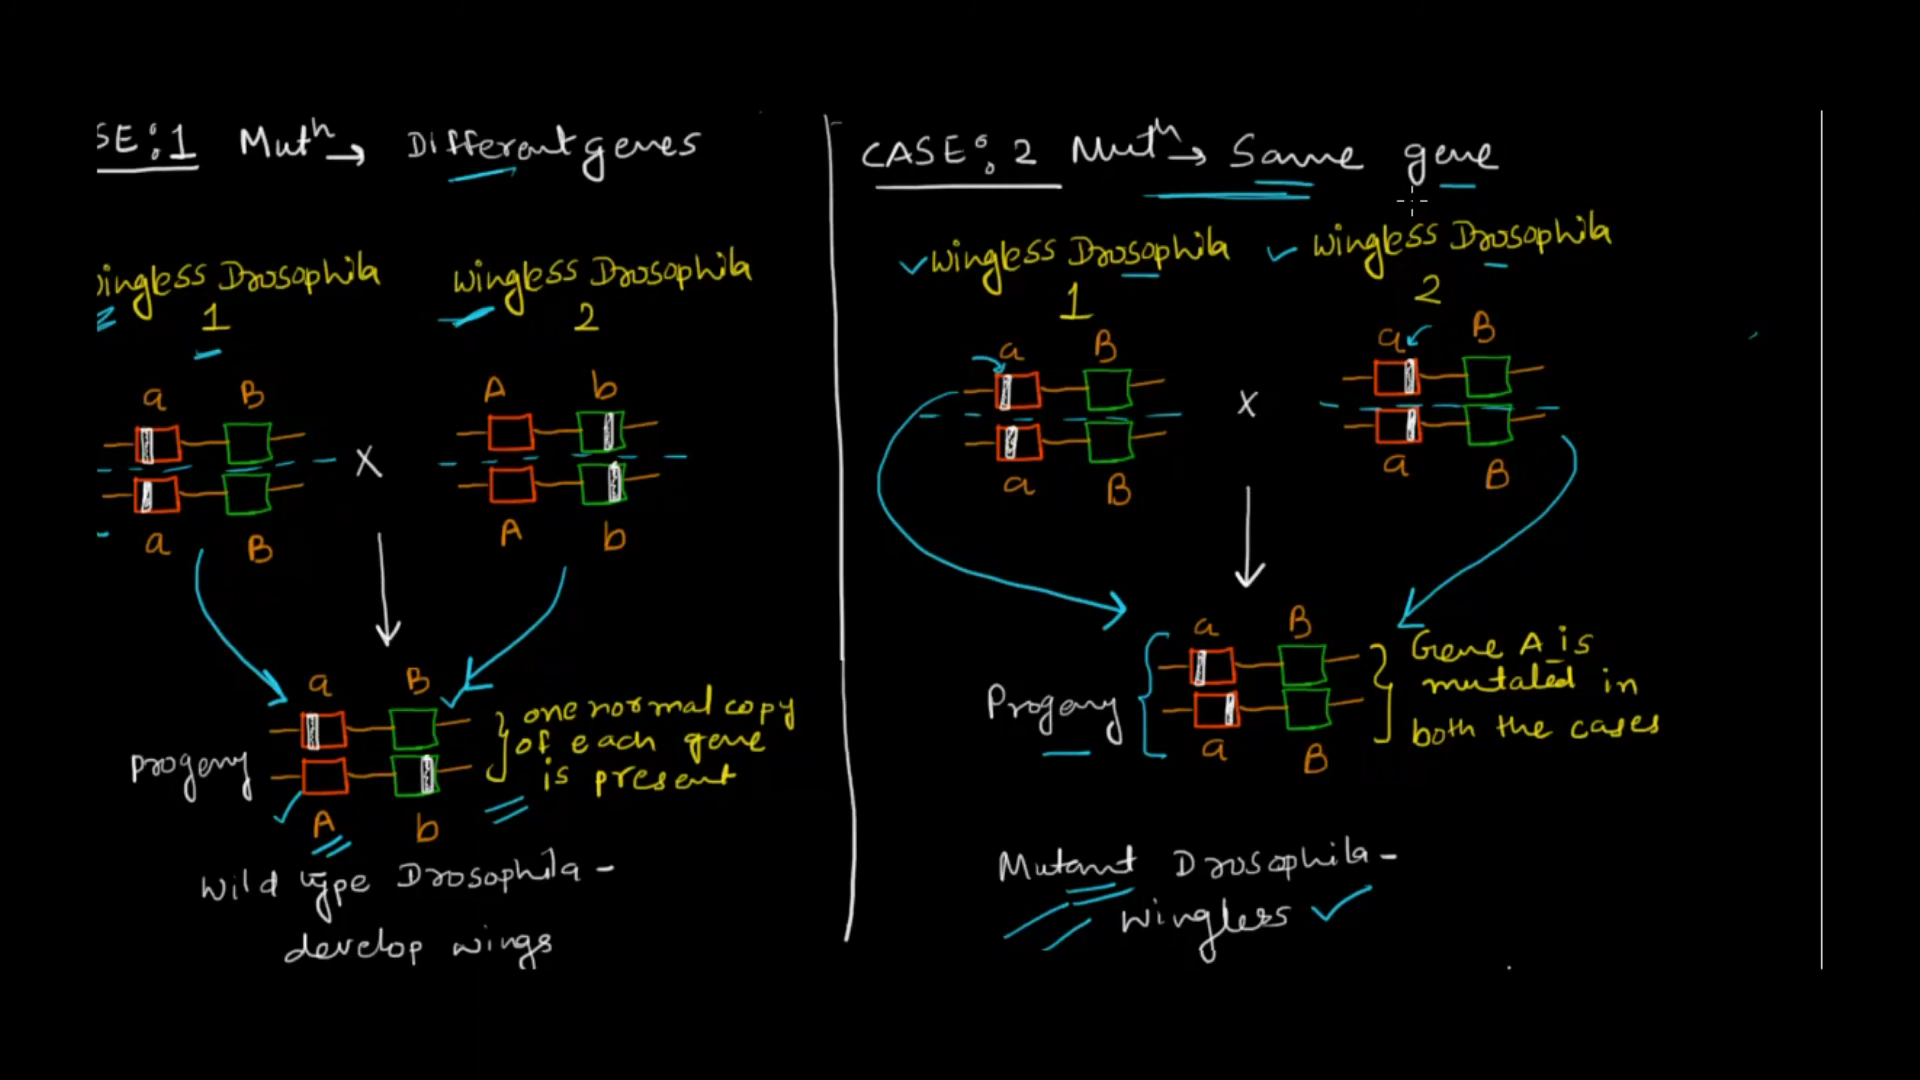 SE:1 Mutn → Different genes
ingless Drosophila
1
wingless Drosophila
2
a B
A b
X
a B
A b
a B
progeny
one normal copy
of each gene
is present
A b
Wild type Drosophila -
develop wings
CASE: 2 Mutn → Same gene
wingless Drosophila
1
wingless Drosophila
2
a B
a B
X
a B
a B
a B
Progeny
Gene A is
mutated in
both the cases
a B
Mutant Drosophila -
wingless